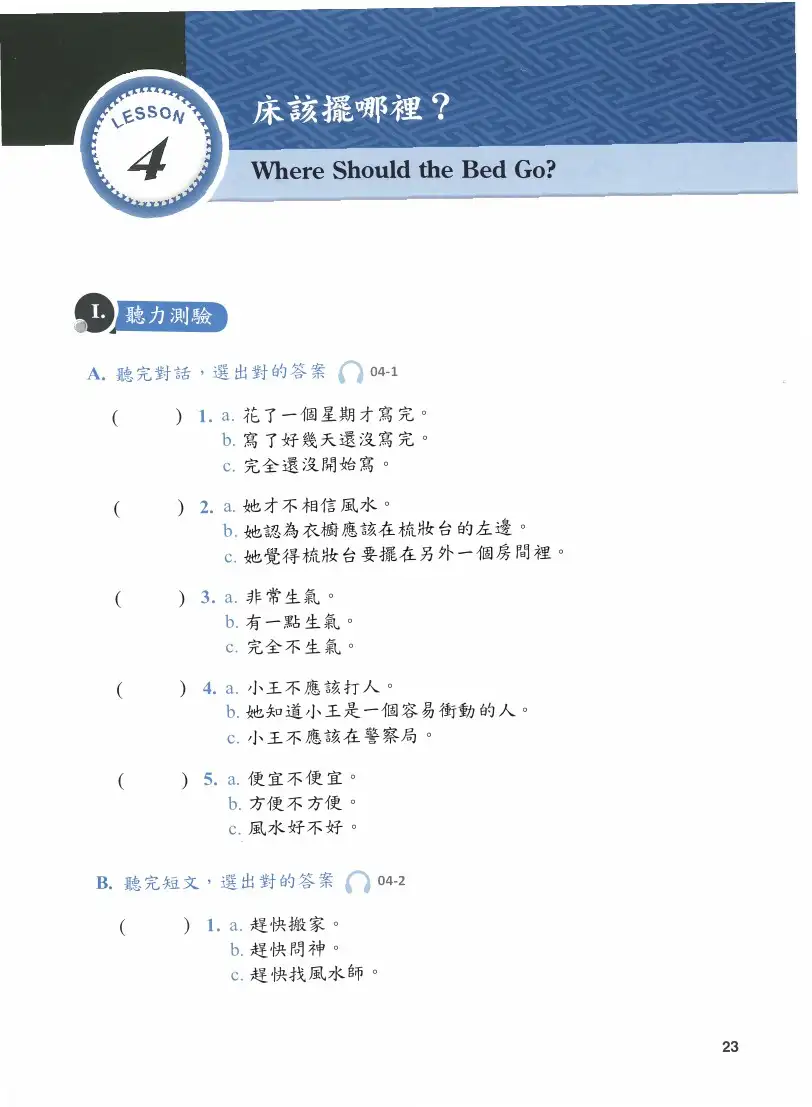 LESSON
4
床該擺哪裡？
Where Should the Bed Go?
I. 聽力測驗
A. 聽完對話，選出對的答案 04-1
(　　) 1. a. 花了一個星期才寫完。
b. 寫了好幾天還沒寫完。
c. 完全還沒開始寫。
(　　) 2. a. 她才不相信風水。
b. 她認為衣櫥應該在梳妝台的左邊。
c. 她覺得梳妝台要擺在另外一個房間裡。
(　　) 3. a. 非常生氣。
b. 有一點生氣。
c. 完全不生氣。
(　　) 4. a. 小王不應該打人。
b. 她知道小王是一個容易衝動的人。
c. 小王不應該在警察局。
(　　) 5. a. 便宜不便宜。
b. 方便不方便。
c. 風水好不好。
B. 聽完短文，選出對的答案 04-2
(　　) 1. a. 趕快搬家。
b. 趕快問神。
c. 趕快找風水師。
23